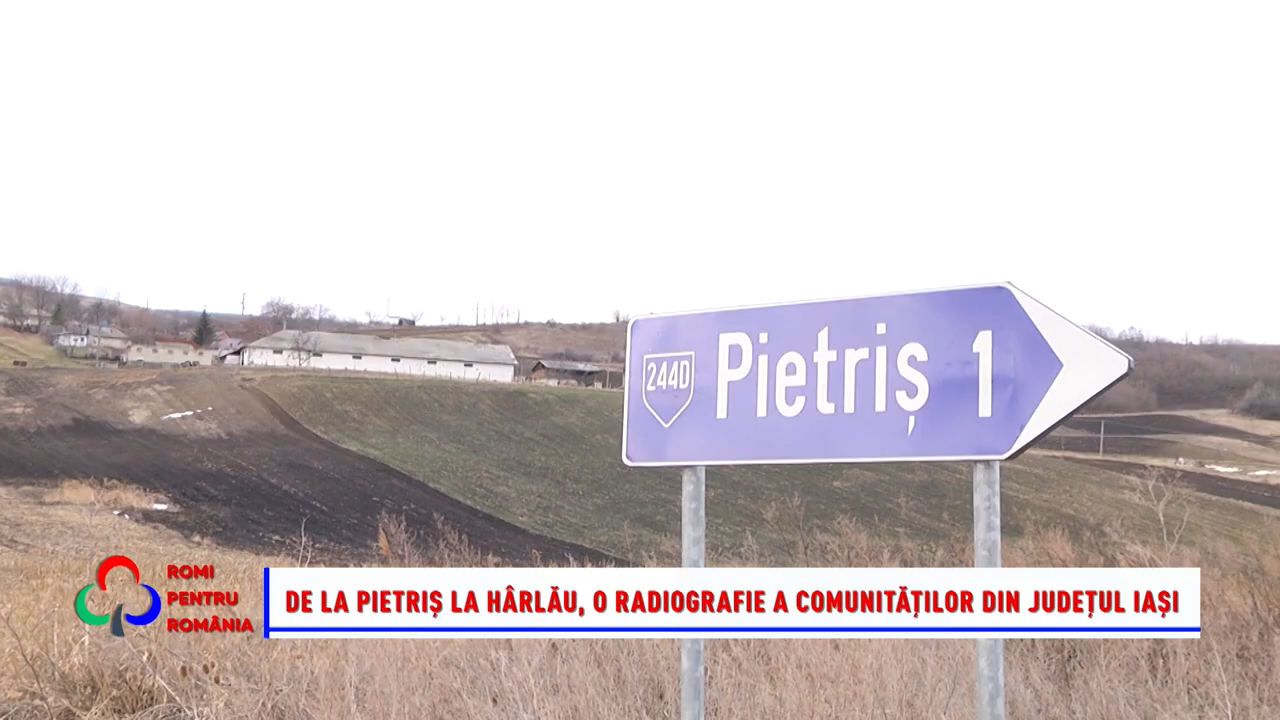 244D
Pietriș 1
ROMI
PENTRU
ROMÂNIA
DE LA PIETRIȘ LA HÂRLĂU, O RADIOGRAFIE A COMUNITĂȚILOR DIN JUDEȚUL IAȘI